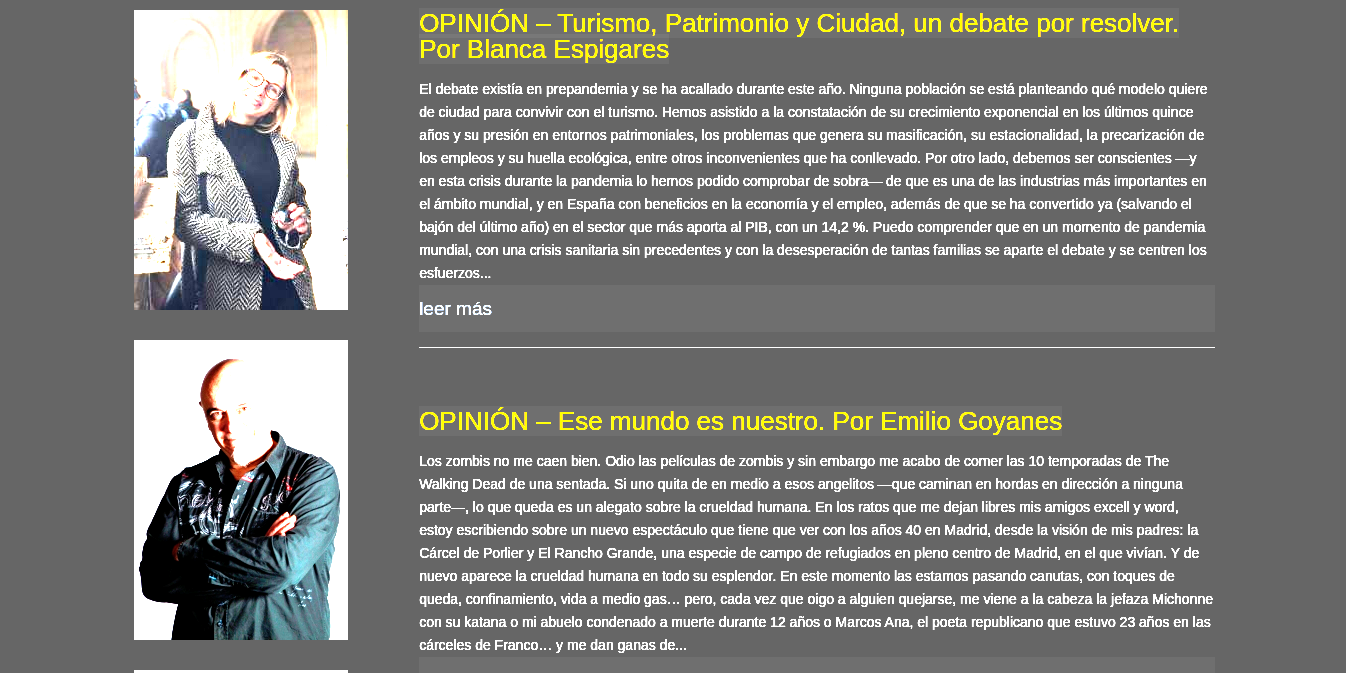 OPINIÓN – Turismo, Patrimonio y Ciudad, un debate por resolver.
Por Blanca Espigares
El debate existía en prepandemia y se ha acallado durante este año. Ninguna población se está planteando qué modelo quiere
de ciudad para convivir con el turismo. Hemos asistido a la constatación de su crecimiento exponencial en los últimos quince
años y su presión en entornos patrimoniales, los problemas que genera su masificación, su estacionalidad, la precarización de
los empleos y su huella ecológica, entre otros inconvenientes que ha conllevado. Por otro lado, debemos ser conscientes —y
en esta crisis durante la pandemia lo hemos podido comprobar de sobra— de que es una de las industrias más importantes en
el ámbito mundial, y en España con beneficios en la economía y el empleo, además de que se ha convertido ya (salvando el
bajón del último año) en el sector que más aporta al PIB, con un 14,2 %. Puedo comprender que en un momento de pandemia
mundial, con una crisis sanitaria sin precedentes y con la desesperación de tantas familias se aparte el debate y se centren los
esfuerzos...
leer más
OPINIÓN – Ese mundo es nuestro. Por Emilio Goyanes
Los zombis no me caen bien. Odio las películas de zombis y sin embargo me acabo de comer las 10 temporadas de The
Walking Dead de una sentada. Si uno quita de en medio a esos angelitos —que caminan en hordas en dirección a ninguna
parte—, lo que queda es un alegato sobre la crueldad humana. En los ratos que me dejan libres mis amigos excell y word,
estoy escribiendo sobre un nuevo espectáculo que tiene que ver con los años 40 en Madrid, desde la visión de mis padres: la
Cárcel de Porlier y El Rancho Grande, una especie de campo de refugiados en pleno centro de Madrid, en el que vivían. Y de
nuevo aparece la crueldad humana en todo su esplendor. En este momento las estamos pasando canutas, con toques de
queda, confinamiento, vida a medio gas… pero, cada vez que oigo a alguien quejarse, me viene a la cabeza la jefaza Michonne
con su katana o mi abuelo condenado a muerte durante 12 años o Marcos Ana, el poeta republicano que estuvo 23 años en las
cárceles de Franco… y me dan ganas de...